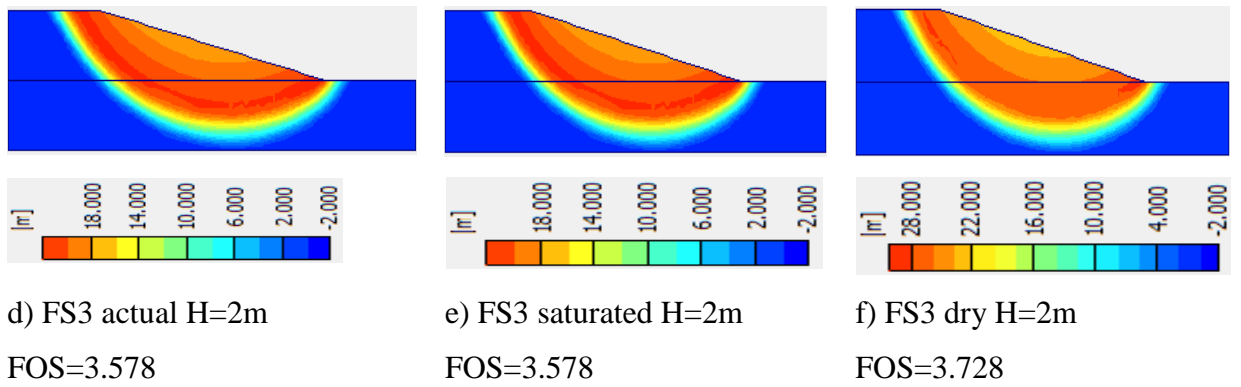 [m]
18.000
14.000
10.000
6.000
2.000
-2.000
[m]
18.000
14.000
10.000
6.000
2.000
-2.000
[m]
28.000
22.000
16.000
10.000
4.000
-2.000
d) FS3 actual H=2m
FOS=3.578
e) FS3 saturated H=2m
FOS=3.578
f) FS3 dry H=2m
FOS=3.728